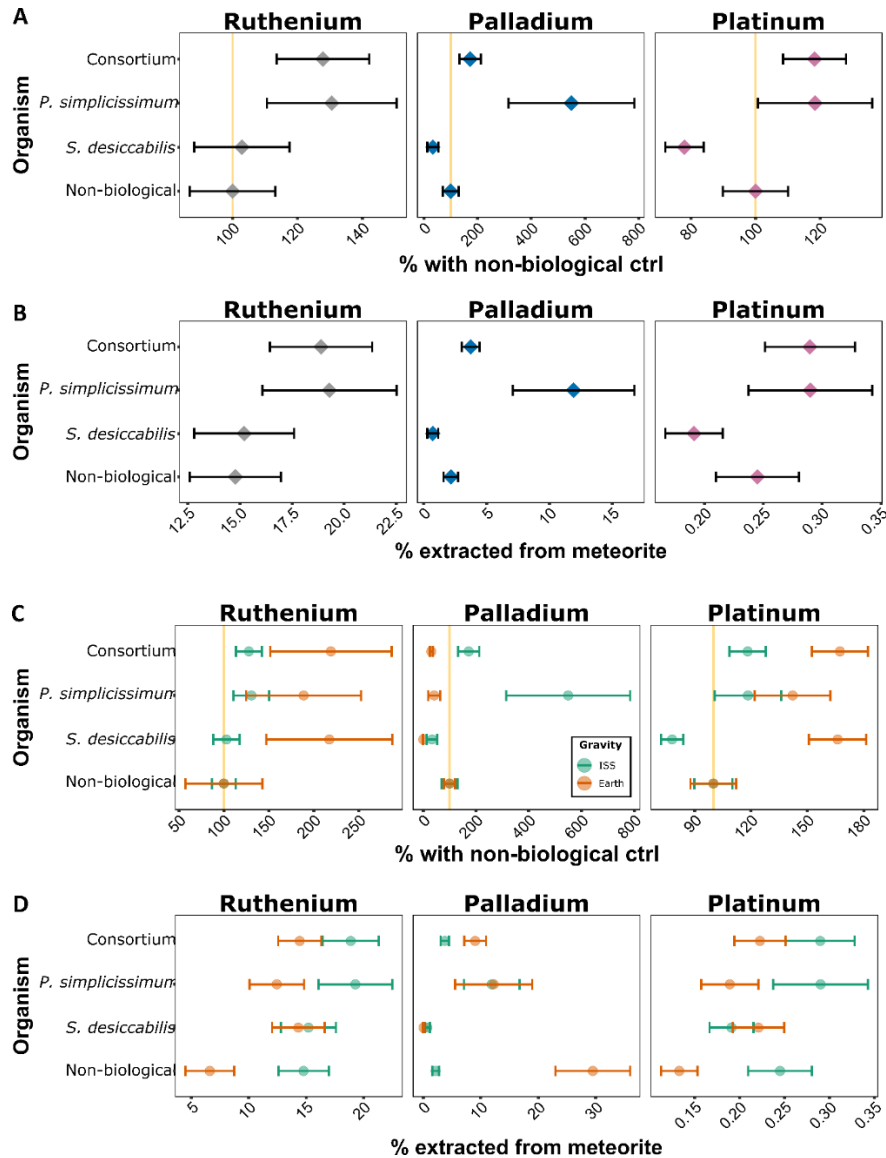 A
Ruthenium Palladium Platinum
Consortium
P. simplicissimum
S. desiccabilis
Non-biological
Organism
100 120 140 0 200 400 600 800 80 100 120
% with non-biological ctrl
B
Ruthenium Palladium Platinum
Consortium
P. simplicissimum
S. desiccabilis
Non-biological
Organism
12.5 15.0 17.5 20.0 22.5 0 5 10 15 0.20 0.25 0.30 0.35
% extracted from meteorite
C
Ruthenium Palladium Platinum
Consortium
P. simplicissimum
S. desiccabilis
Non-biological
Organism
Gravity
ISS
Earth
50 100 150 200 250 0 200 400 600 800 90 120 150 180
% with non-biological ctrl
D
Ruthenium Palladium Platinum
Consortium
P. simplicissimum
S. desiccabilis
Non-biological
Organism
5 10 15 20 0 10 20 30 0.15 0.20 0.25 0.30 0.35
% extracted from meteorite